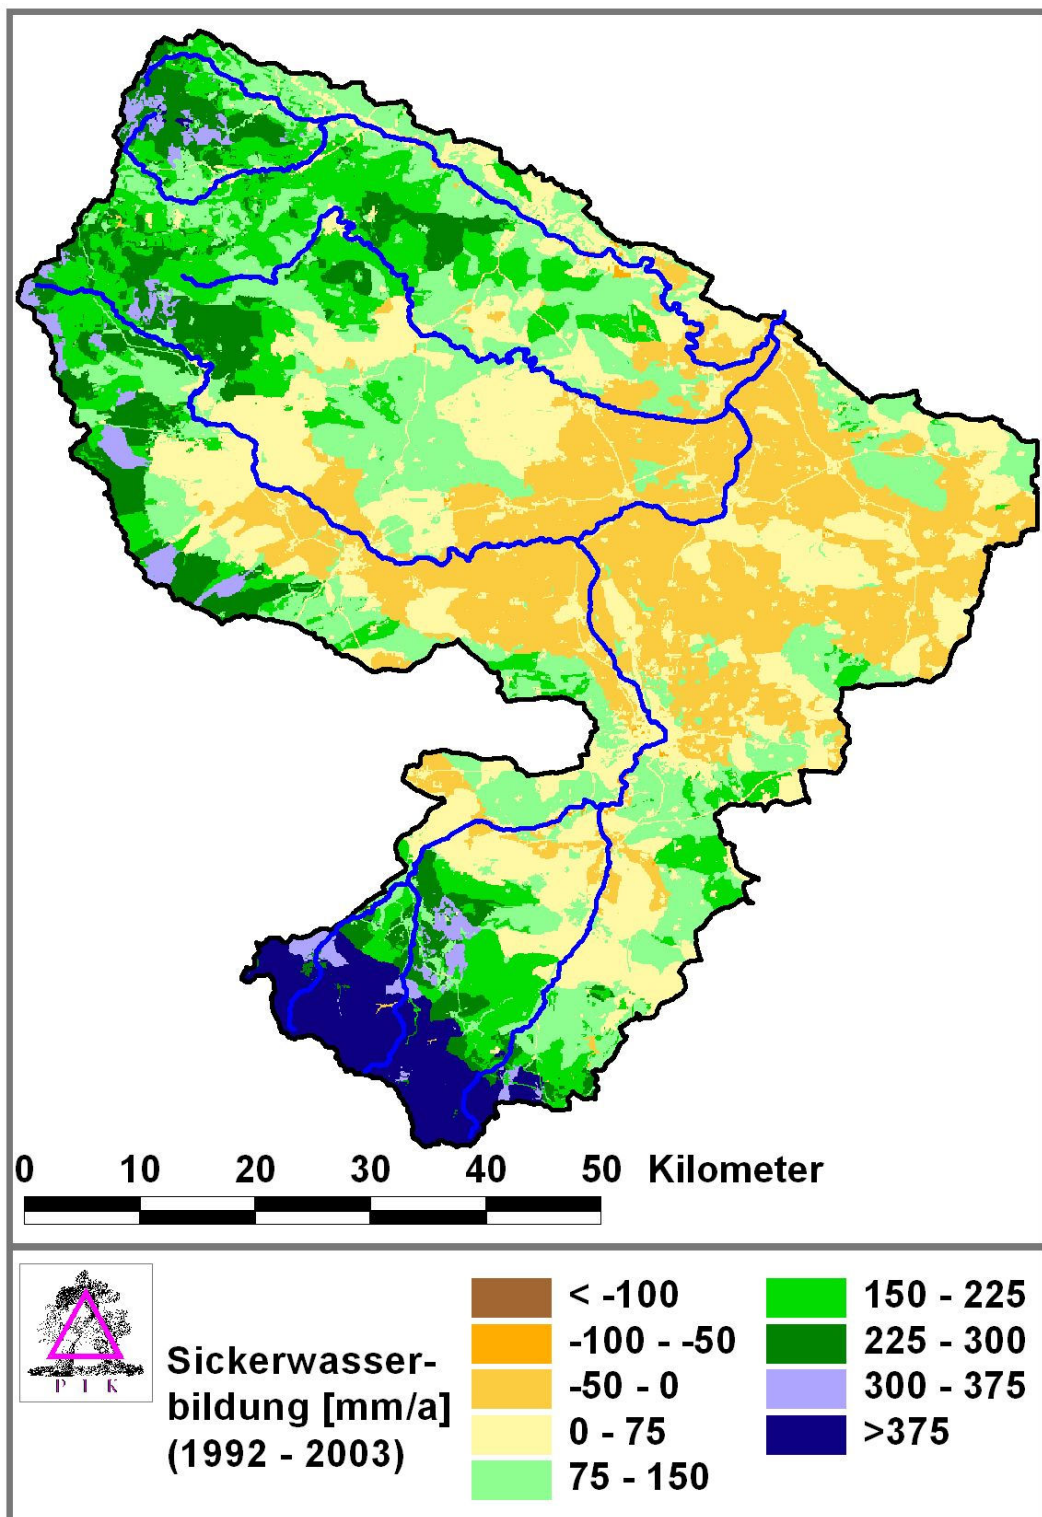 0 10 20 30 40 50 Kilometer
P I K
Sickerwasser-
bildung [mm/a]
(1992 - 2003)
< -100
-100 - -50
-50 - 0
0 - 75
75 - 150
150 - 225
225 - 300
300 - 375
>375